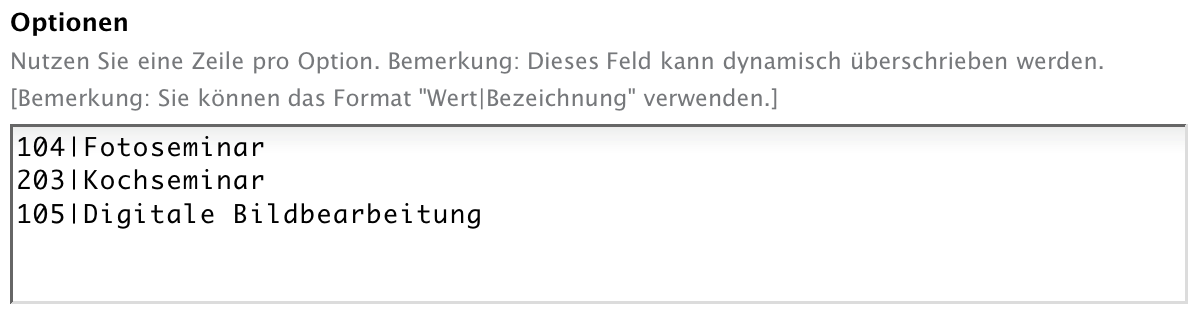 Optionen
Nutzen Sie eine Zeile pro Option. Bemerkung: Dieses Feld kann dynamisch überschrieben werden.
[Bemerkung: Sie können das Format "Wert|Bezeichnung" verwenden.]
104|Fotoseminar
203|Kochseminar
105|Digitale Bildbearbeitung